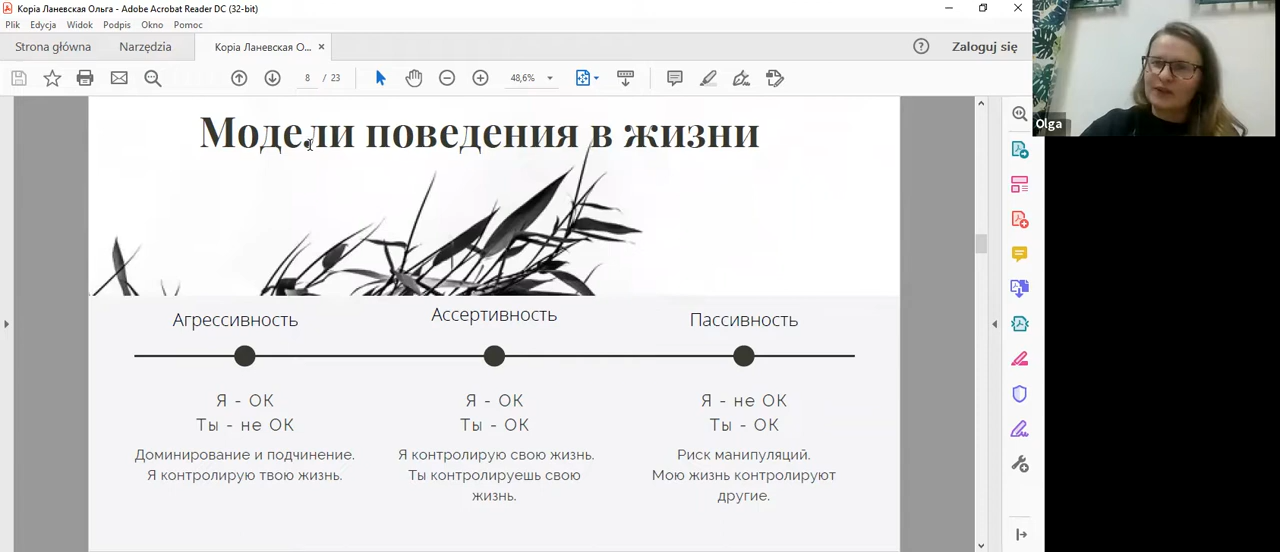 Kopia Ланевская Ольга - Adobe Acrobat Reader DC (32-bit)
Plik Edycja Widok Podpis Okno Pomoc
Strona główna Narzędzia Kopia Ланевская О... × Zaloguj się
8 / 23 48,6%
Olga
Модели поведения в жизни
Агрессивность
Ассертивность
Пассивность
Я - ОК
Ты - не ОК
Доминирование и подчинение.
Я контролирую твою жизнь.
Я - ОК
Ты - ОК
Я контролирую свою жизнь.
Ты контролируешь свою
жизнь.
Я - не ОК
Ты - ОК
Риск манипуляций.
Мою жизнь контролируют
другие.